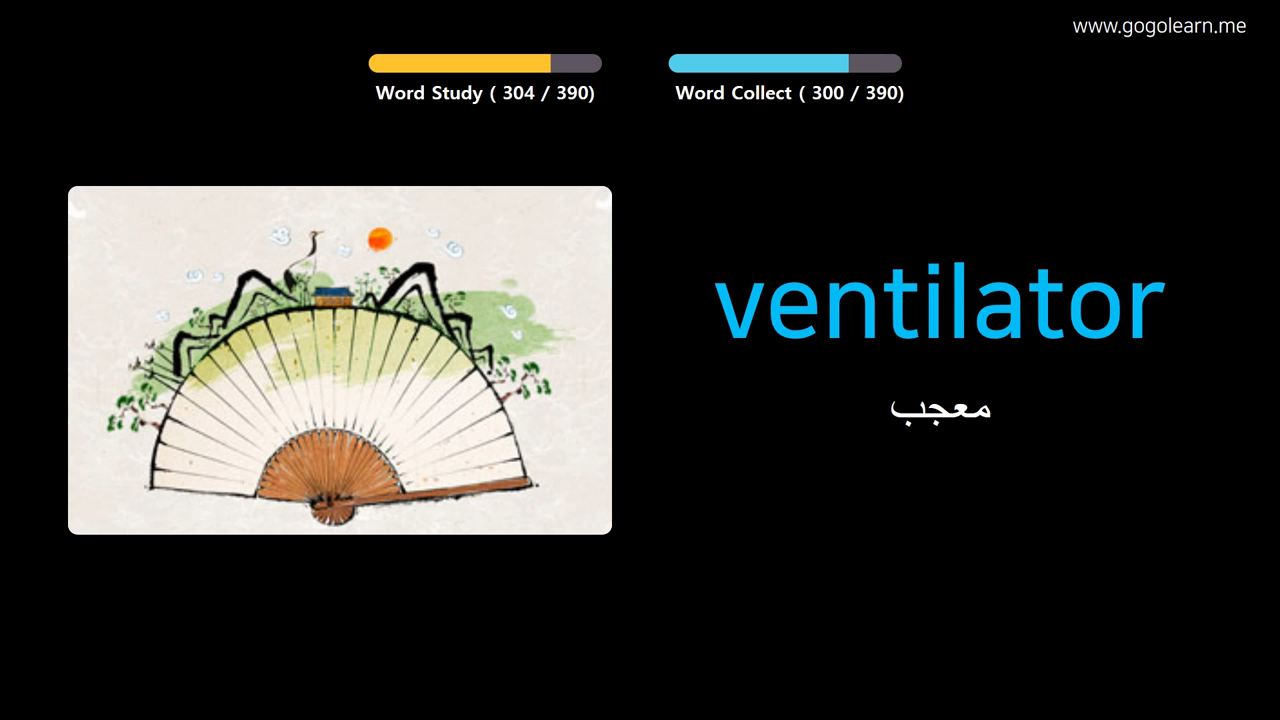 www.gogolearn.me
Word Study ( 304 / 390)
Word Collect ( 300 / 390)
ventilator
معجب